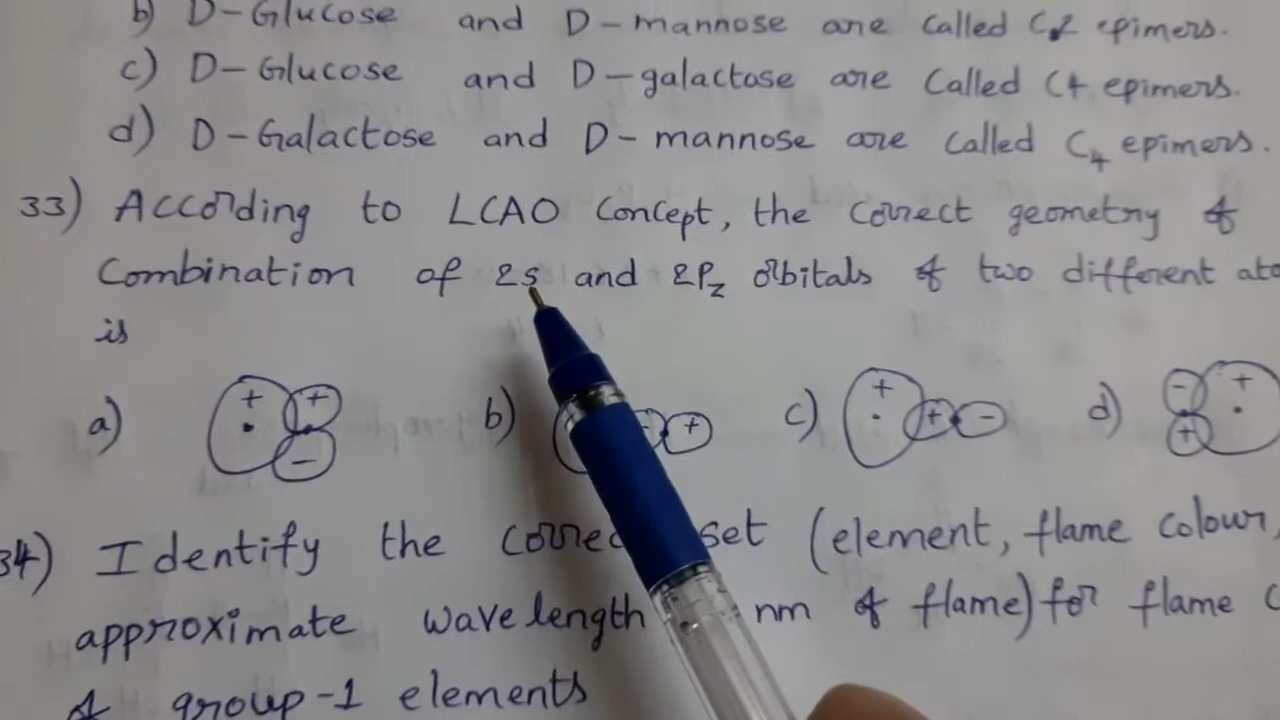 b) D-Glucose and D-mannose are called C2 epimers.
c) D-Glucose and D-galactose are called C4 epimers.
d) D-Galactose and D-mannose are called C4 epimers.
33) According to LCAO concept, the correct geometry of
Combination of 2s and 2Pz orbitals of two different
is
a) + + -
b) +
c) + + -
d) - + +
34) Identify the set (element, flame colour,
approximate wavelength nm of flame) for flame
of group-1 elements